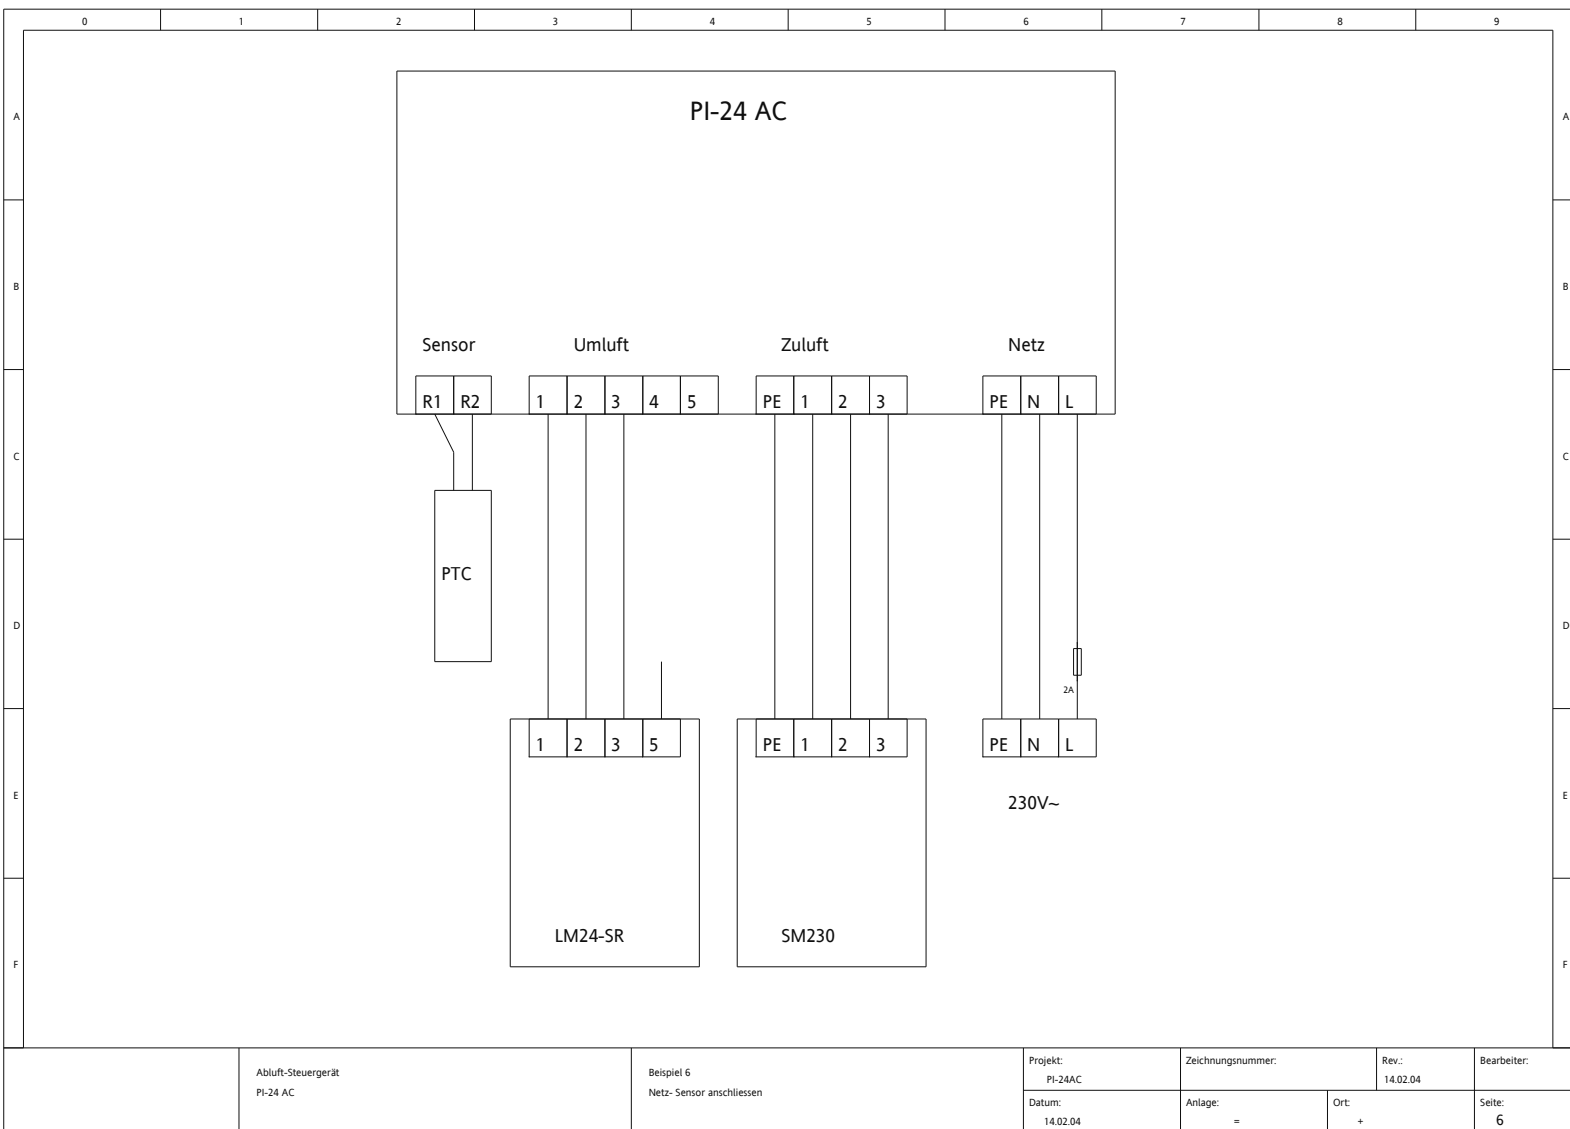 0 1 2 3 4 5 6 7 8 9
PI-24 AC
A A
B B
Sensor Umluft Zuluft Netz
R1 R2 1 2 3 4 5 PE 1 2 3 PE N L
C C
PTC
D D
2A
1 2 3 5 PE 1 2 3 PE N L
E E
230V~
LM24-SR SM230
F F
Abluft-Steuergerät
PI-24 AC
Beispiel 6
Netz- Sensor anschliessen
Projekt:
PI-24AC
Zeichnungsnummer:
Rev.:
14.02.04
Bearbeiter:
Datum:
14.02.04
Anlage:
=
Ort:
+
Seite:
6